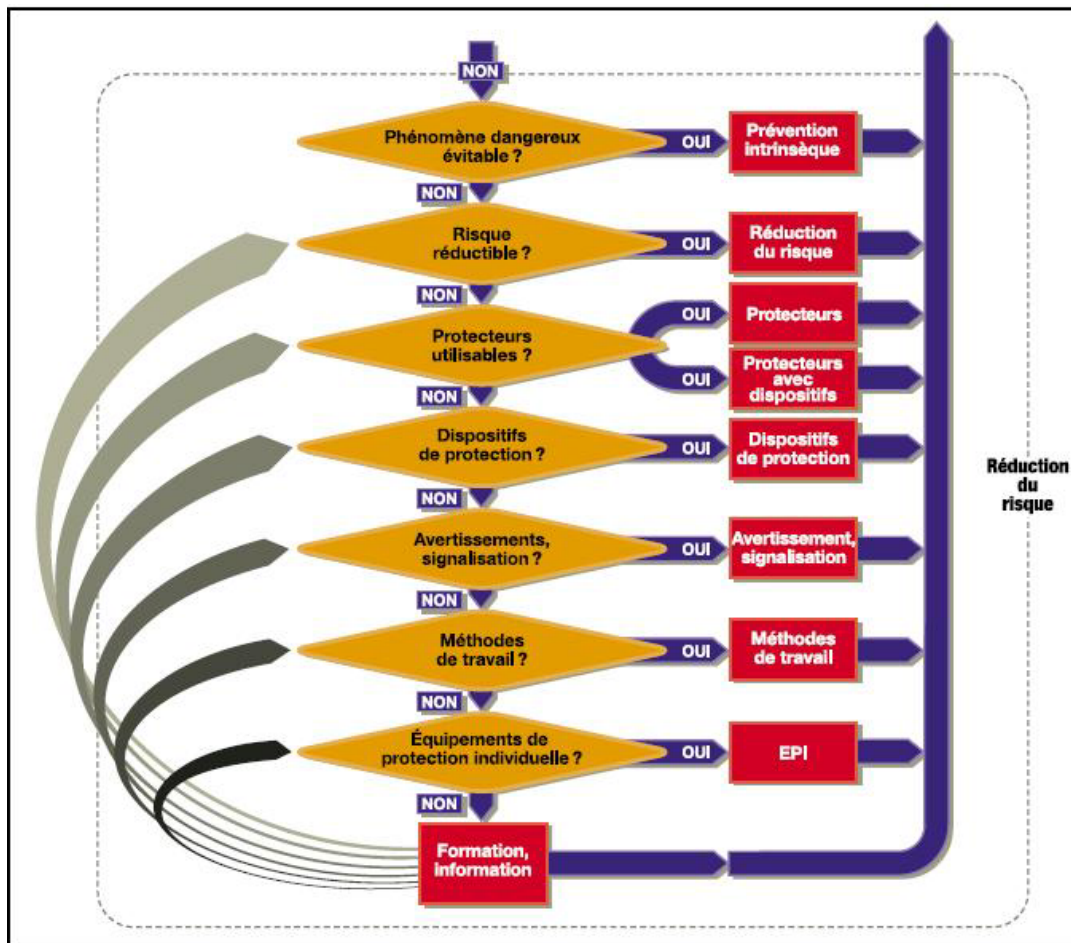 NON
Phénomène dangereux
évitable ?
OUI
Prévention
intrinsèque
NON
Risque
réductible ?
OUI
Réduction
du risque
NON
Protecteurs
utilisables ?
OUI
Protecteurs
OUI
Protecteurs
avec
dispositifs
NON
Dispositifs
de protection ?
OUI
Dispositifs
de protection
NON
Avertissements,
signalisation ?
OUI
Avertissement,
signalisation
NON
Méthodes
de travail ?
OUI
Méthodes
de travail
NON
Équipements de
protection individuelle ?
OUI
EPI
NON
Formation,
information
Réduction
du
risque